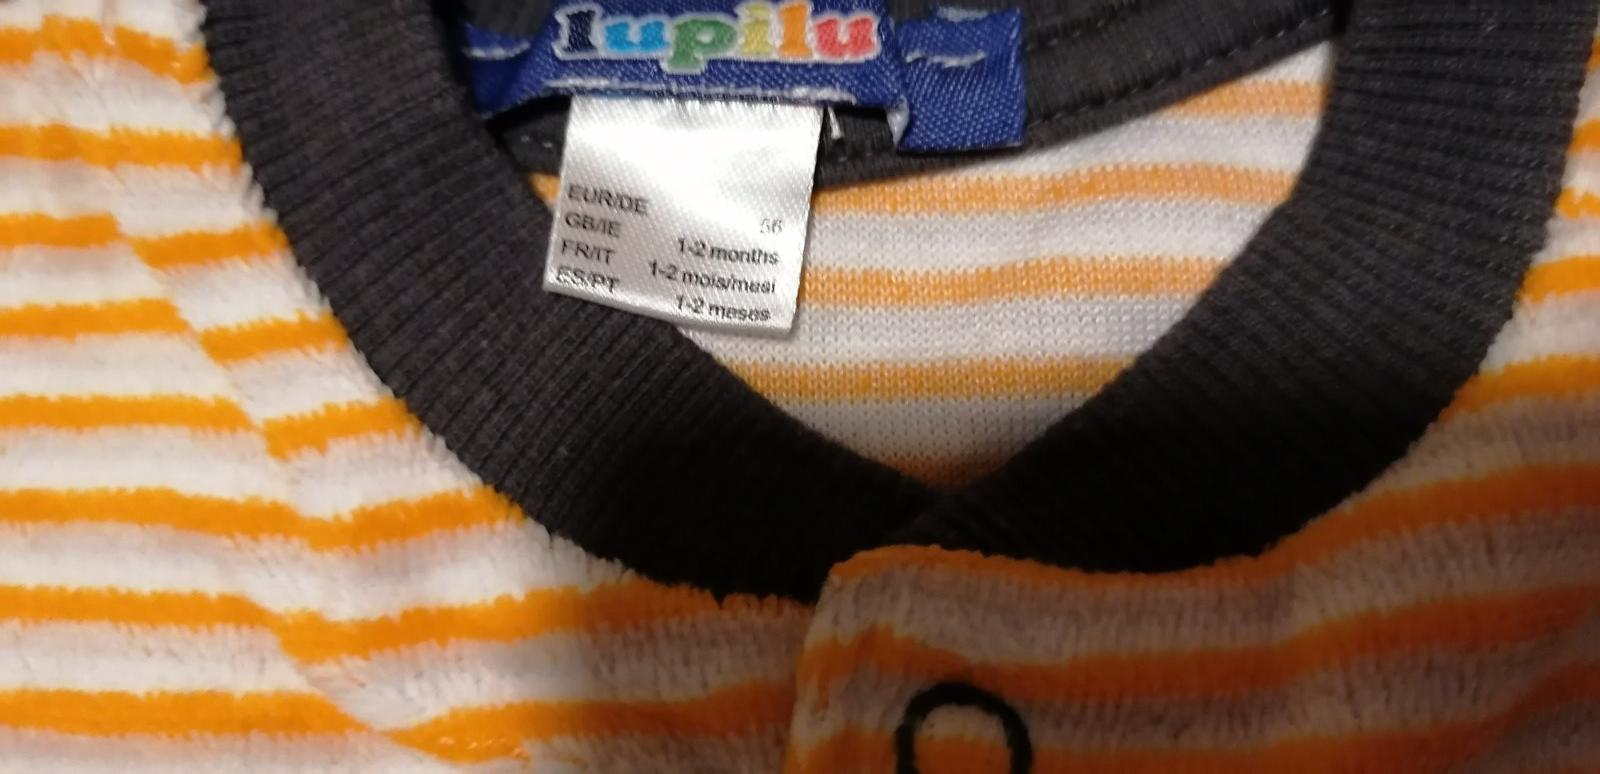 lupilu
EUR/DE 56
GB/IE 1-2 months
FR/IT 1-2 mois/mesi
ES/PT 1-2 meses